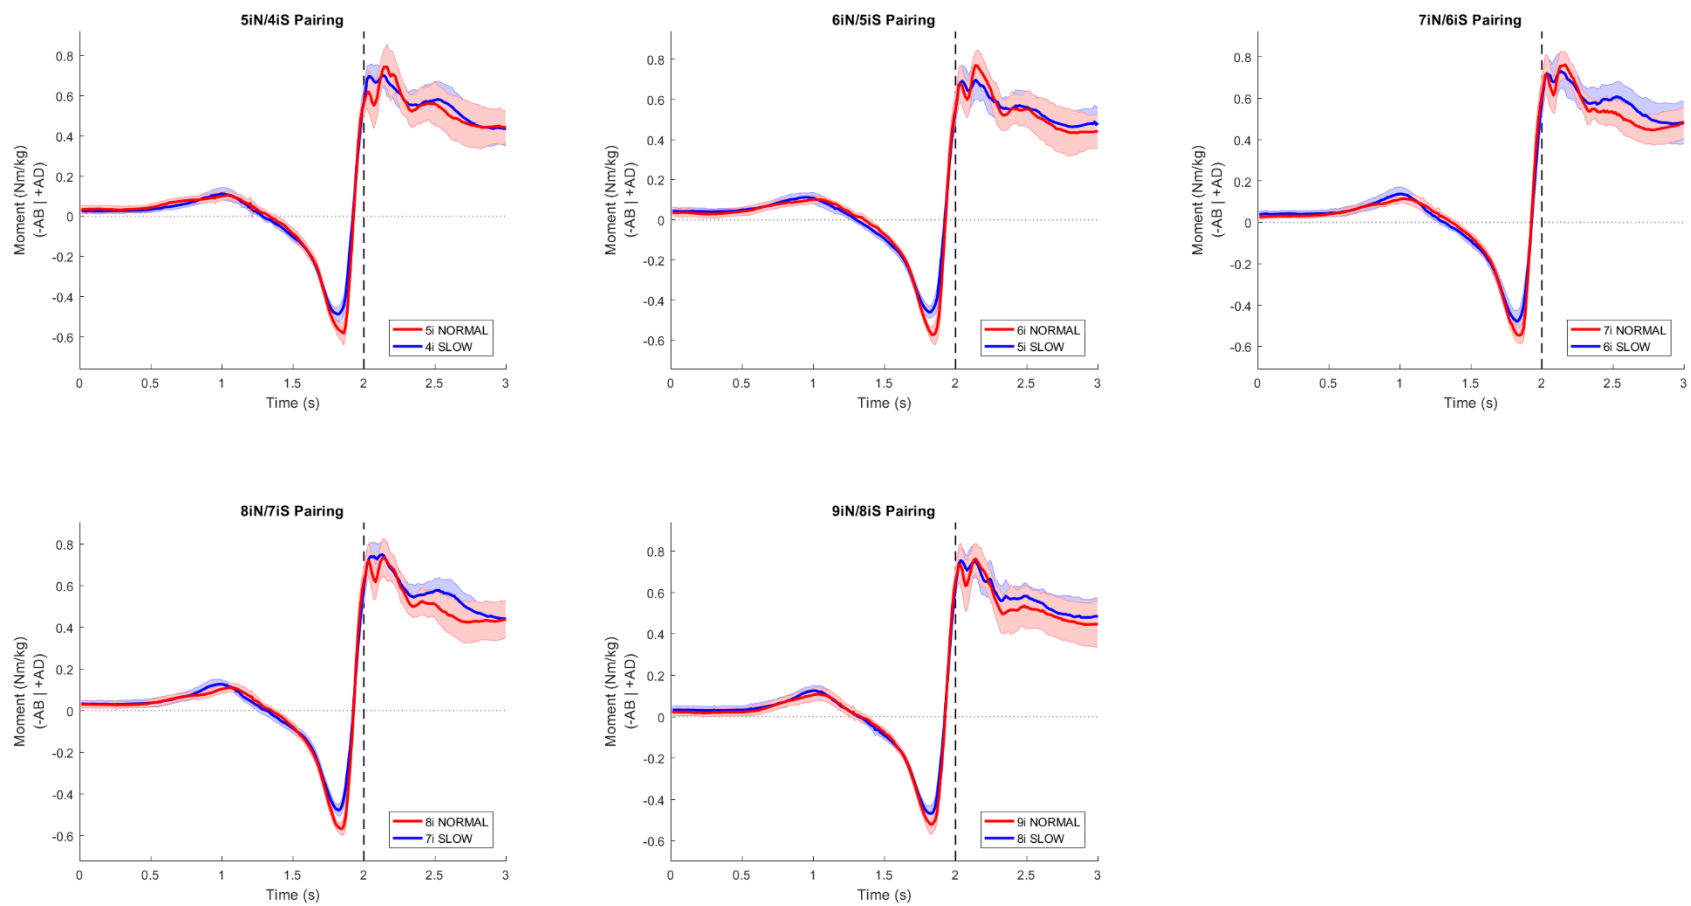 5iN/4iS Pairing
Moment (Nm/kg)
(-AB | +AD)
0.8
0.6
0.4
0.2
0
-0.2
-0.4
-0.6
5i NORMAL
4i SLOW
0 0.5 1 1.5 2 2.5 3
Time (s)
6iN/5iS Pairing
Moment (Nm/kg)
(-AB | +AD)
0.8
0.6
0.4
0.2
0
-0.2
-0.4
-0.6
6i NORMAL
5i SLOW
0 0.5 1 1.5 2 2.5 3
Time (s)
7iN/6iS Pairing
Moment (Nm/kg)
(-AB | +AD)
0.8
0.6
0.4
0.2
0
-0.2
-0.4
-0.6
7i NORMAL
6i SLOW
0 0.5 1 1.5 2 2.5 3
Time (s)
8iN/7iS Pairing
Moment (Nm/kg)
(-AB | +AD)
0.8
0.6
0.4
0.2
0
-0.2
-0.4
-0.6
8i NORMAL
7i SLOW
0 0.5 1 1.5 2 2.5 3
Time (s)
9iN/8iS Pairing
Moment (Nm/kg)
(-AB | +AD)
0.8
0.6
0.4
0.2
0
-0.2
-0.4
-0.6
9i NORMAL
8i SLOW
0 0.5 1 1.5 2 2.5 3
Time (s)